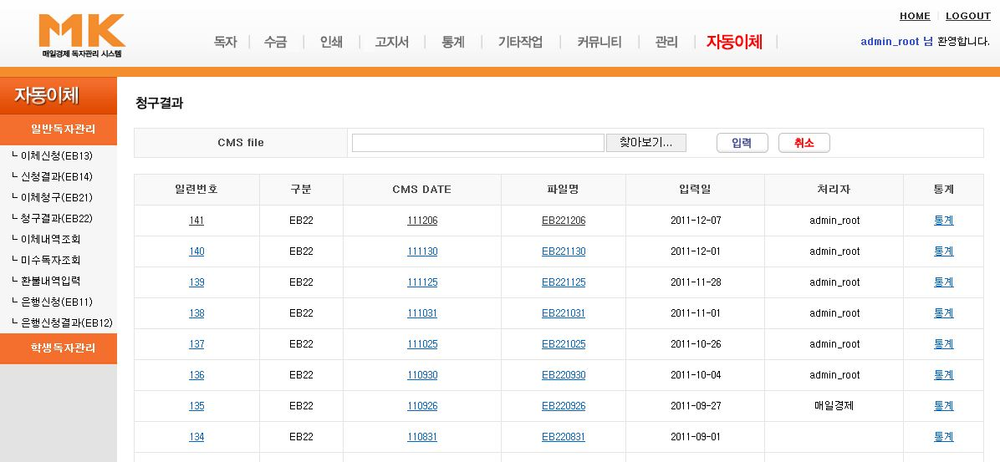 HOME | LOGOUT
MK
매일경제 독자관리 시스템
독자 | 수금 | 인쇄 | 고지서 | 통계 | 기타작업 | 커뮤니티 | 관리 | 자동이체 |
admin_root 님 환영합니다.
자동이체
일반독자관리
└ 이체신청(EB13)
└ 신청결과(EB14)
└ 이체청구(EB21)
└ 청구결과(EB22)
└ 이체내역조회
└ 미수독자조회
└ 환불내역입력
└ 은행신청(EB11)
└ 은행신청결과(EB12)
학생독자관리
청구결과
CMS file 찾아보기... 입력 취소
일련번호 구분 CMS DATE 파일명 입력일 처리자 통계
141 EB22 111206 EB221206 2011-12-07 admin_root 통계
140 EB22 111130 EB221130 2011-12-01 admin_root 통계
139 EB22 111125 EB221125 2011-11-28 admin_root 통계
138 EB22 111031 EB221031 2011-11-01 admin_root 통계
137 EB22 111025 EB221025 2011-10-26 admin_root 통계
136 EB22 110930 EB220930 2011-10-04 admin_root 통계
135 EB22 110926 EB220926 2011-09-27 매일경제 통계
134 EB22 110831 EB220831 2011-09-01 통계